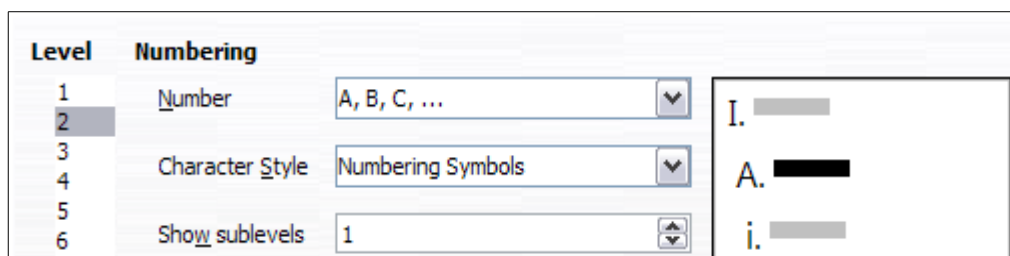 Level Numbering
1
Number A, B, C, ...
I.
2
3
Character Style Numbering Symbols
A.
4
5
Show sublevels 1
i.
6